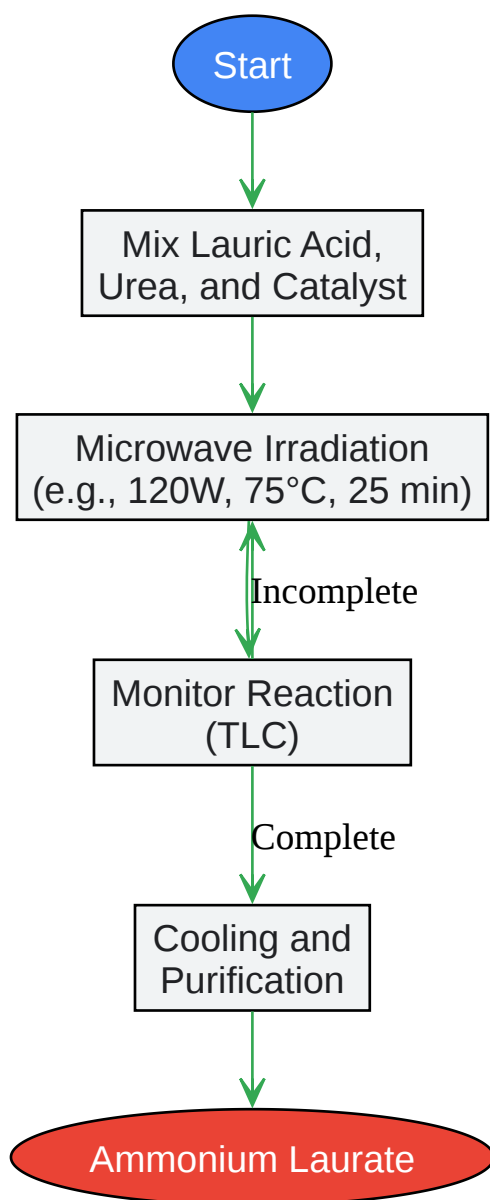 Start
Mix Lauric Acid,
Urea, and Catalyst
Microwave Irradiation
(e.g., 120W, 75°C, 25 min)
Incomplete
Monitor Reaction
(TLC)
Complete
Cooling and
Purification
Ammonium Laurate